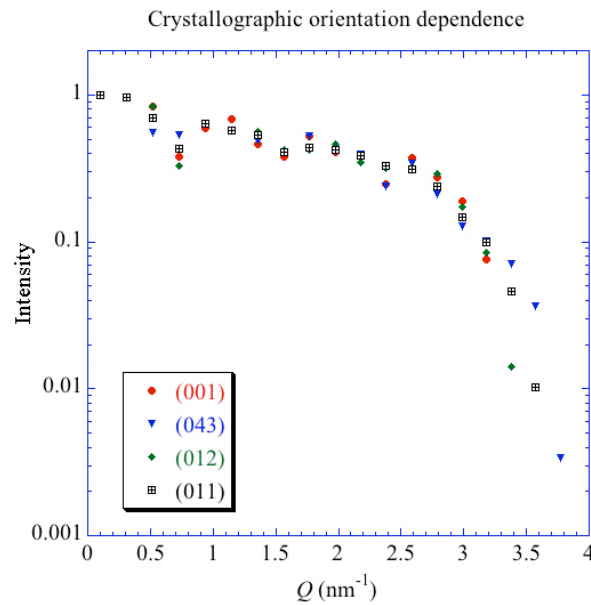 Crystallographic orientation dependence
Intensity
1
0.1
0.01
0.001
(001)
(043)
(012)
(011)
0 0.5 1 1.5 2 2.5 3 3.5 4
Q (nm⁻¹)